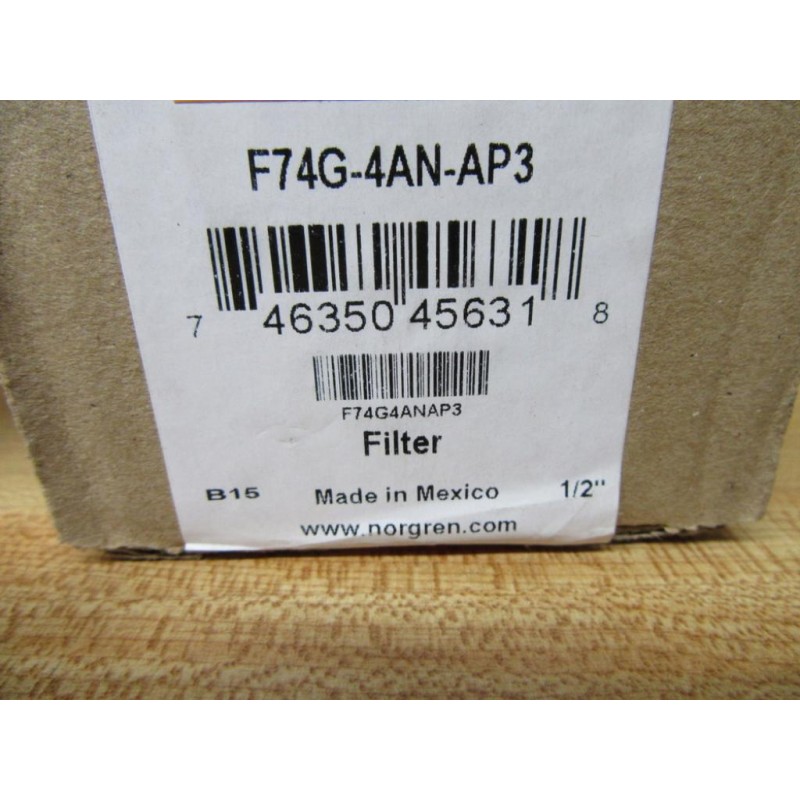 F74G-4AN-AP3
7 46350 45631 8
F74G4ANAP3
Filter
B15 Made in Mexico 1/2"
www.norgren.com